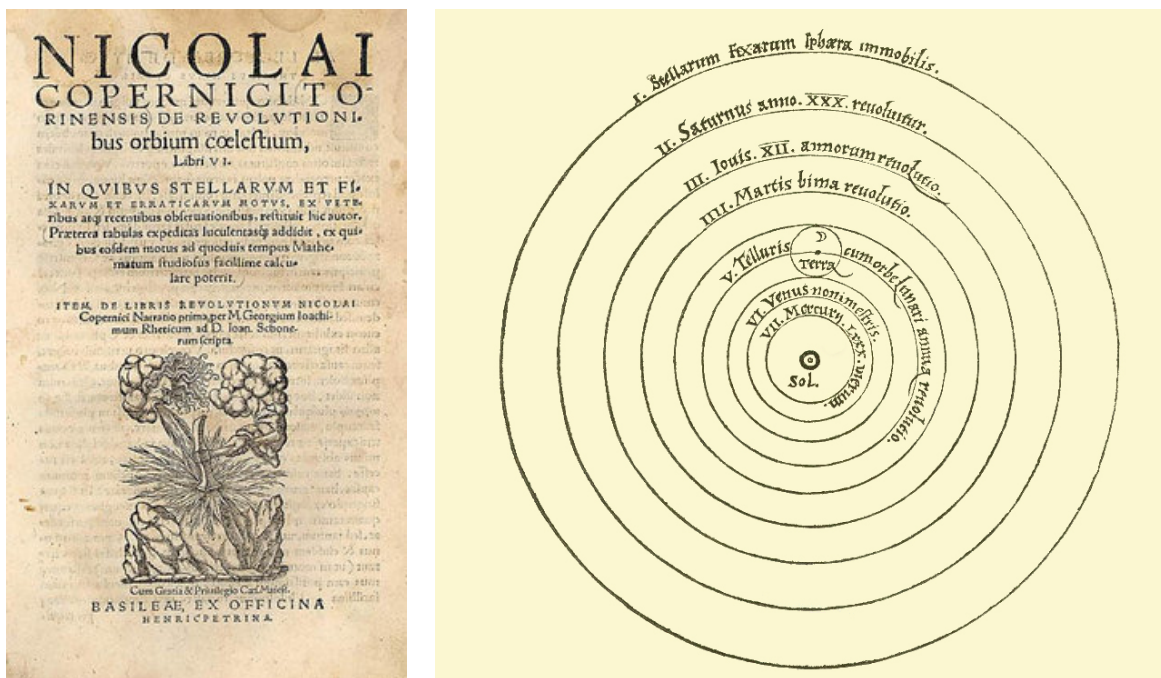 NICOLAI
COPERNICI TO-
RINENSIS DE REVOLVTIONI-
bus orbium cœlestium,
Libri VI.
IN QVIBVS STELLARVM ET FI-
XARVM ET ERRATICARVM MOTVS, EX VETE-
ribus atq; recentibus obseruationibus, restituit hic autor.
Præterea tabulas expeditas luculentasq; addidit, ex qui-
bus eosdem motus ad quoduis tempus Mathe-
matum studiosus facillime calcu-
lare poterit.
ITEM, DE LIBRIS REVOLVTIONVM NICOLAI
Copernici Narratio prima, per M. Georgium Ioachi-
mum Rheticum ad D. Ioan. Schone-
rum scripta.
Cum Gratia & Priuilegio Cæs. Maiest.
BASILEAE, EX OFFICINA
HENRICPETRINA.
I. Stellarum Fixarum sphæra immobilis.
II. Saturnus anno. XXX. reuoluitur.
III. Iouis. XII. annorum reuolutio.
IIII. Martis bima reuolutio.
V. Telluris cum orbe lunari annua reuolutio.
Terra
VI. Venus nonimestris.
VII. Mercurij. LXXX. dierum.
Sol.